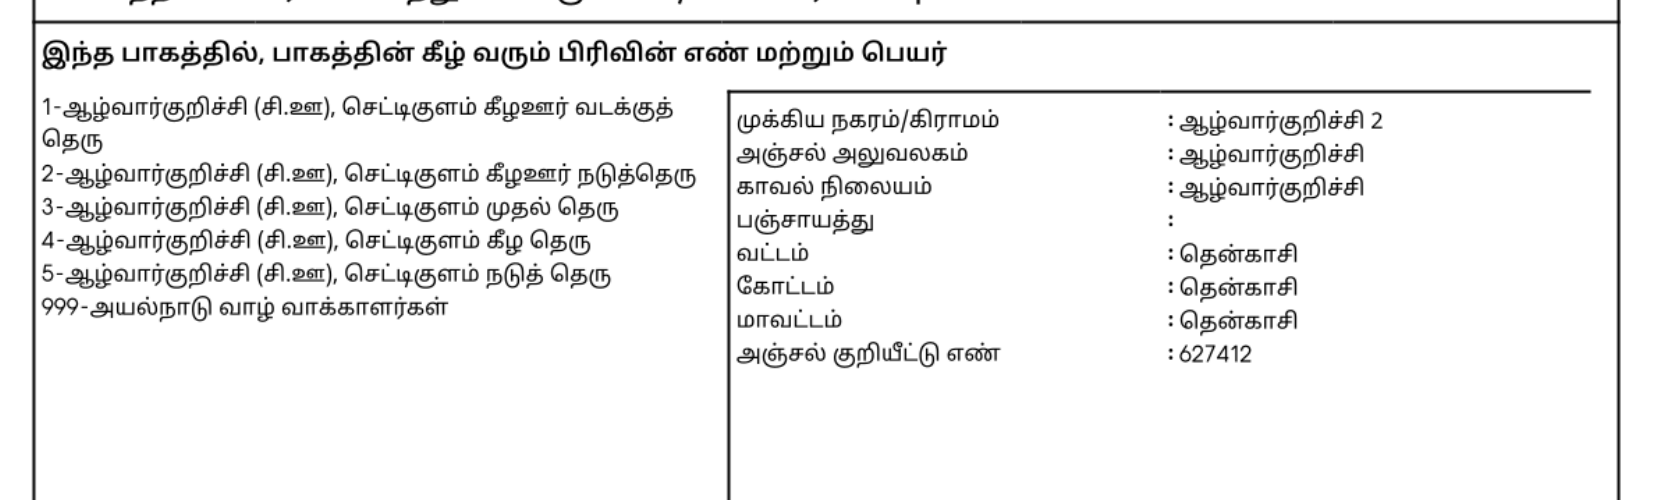 இந்த பாகத்தில், பாகத்தின் கீழ் வரும் பிரிவின் எண் மற்றும் பெயர்
1-ஆழ்வார்குறிச்சி (சி.ஊ), செட்டிகுளம் கீழஊர் வடக்குத்
தெரு
2-ஆழ்வார்குறிச்சி (சி.ஊ), செட்டிகுளம் கீழஊர் நடுத்தெரு
3-ஆழ்வார்குறிச்சி (சி.ஊ), செட்டிகுளம் முதல் தெரு
4-ஆழ்வார்குறிச்சி (சி.ஊ), செட்டிகுளம் கீழ தெரு
5-ஆழ்வார்குறிச்சி (சி.ஊ), செட்டிகுளம் நடுத் தெரு
999-அயல்நாடு வாழ் வாக்காளர்கள்
முக்கிய நகரம்/கிராமம் : ஆழ்வார்குறிச்சி 2
அஞ்சல் அலுவலகம் : ஆழ்வார்குறிச்சி
காவல் நிலையம் : ஆழ்வார்குறிச்சி
பஞ்சாயத்து :
வட்டம் : தென்காசி
கோட்டம் : தென்காசி
மாவட்டம் : தென்காசி
அஞ்சல் குறியீட்டு எண் : 627412